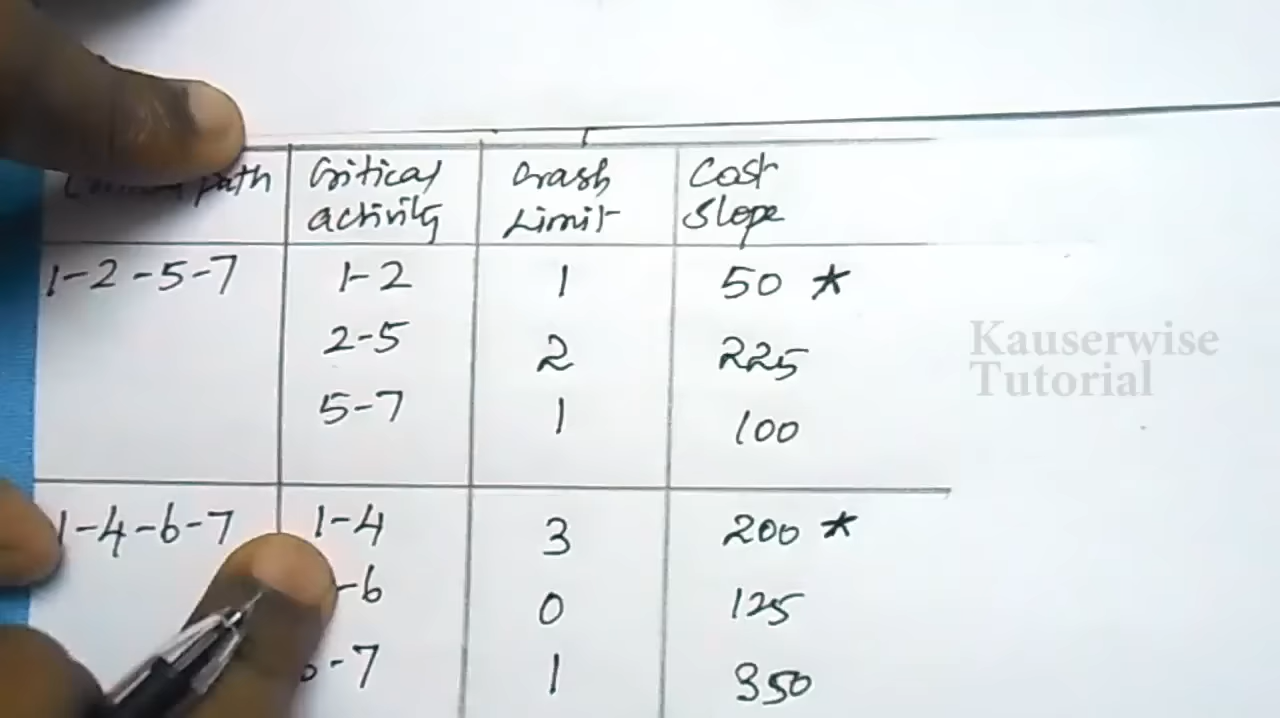 path Critical activity Crash Limit Cost Slope
1-2-5-7 1-2 1 50 *
2-5 2 225
5-7 1 100
1-4-6-7 1-4 3 200 *
-6 0 125
-7 1 350
Kauserwise
Tutorial